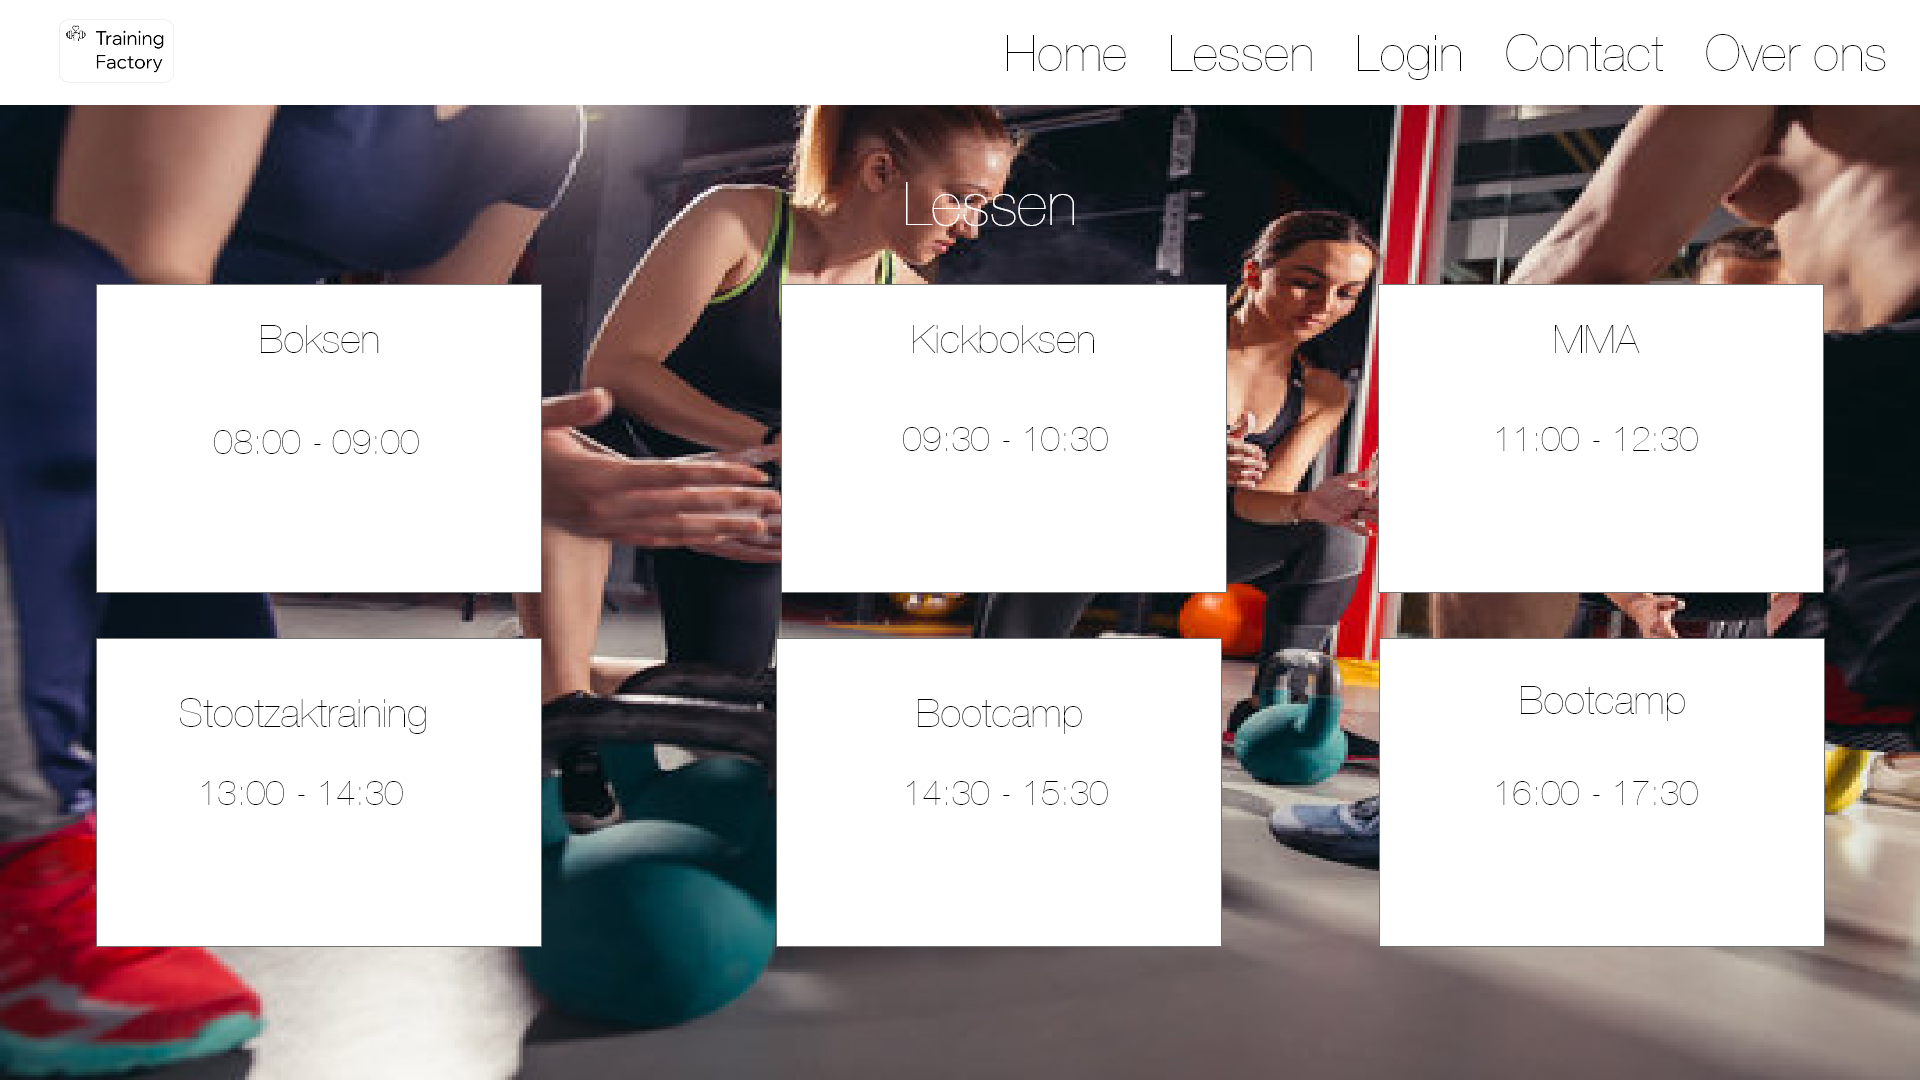 Training
Factory
Home Lessen Login Contact Over ons
Lessen
Boksen
08:00 - 09:00
Kickboksen
09:30 - 10:30
MMA
11:00 - 12:30
Stootzaktraining
13:00 - 14:30
Bootcamp
14:30 - 15:30
Bootcamp
16:00 - 17:30